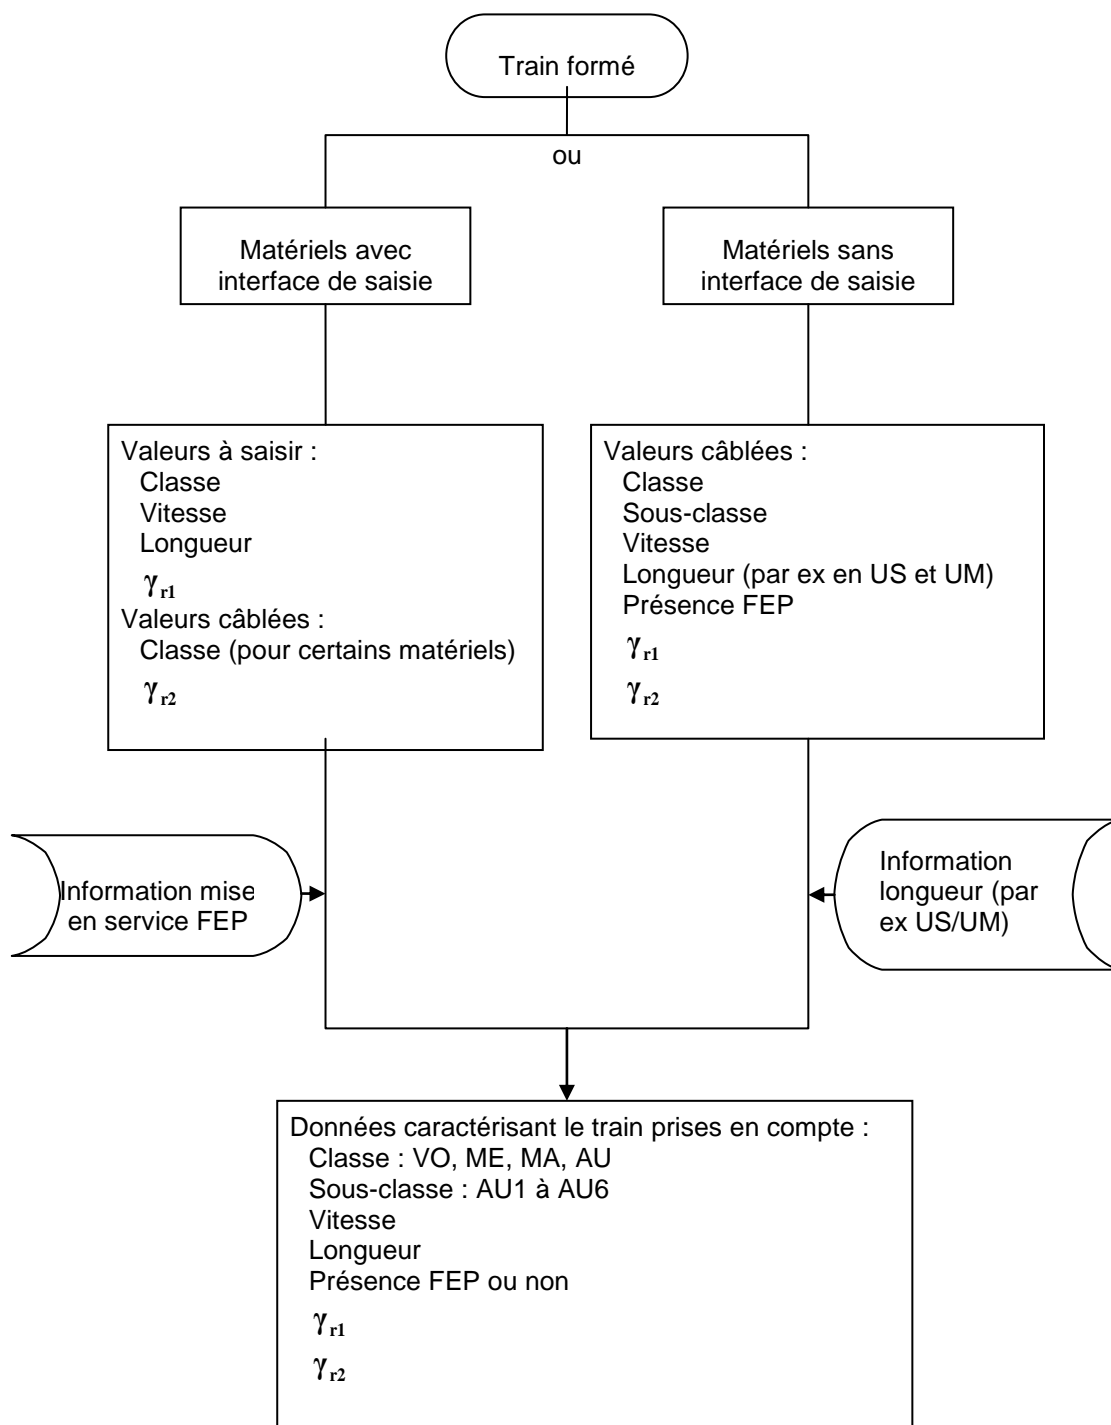 Train formé
ou
Matériels avec
interface de saisie
Matériels sans
interface de saisie
Valeurs à saisir :
Classe
Vitesse
Longueur
γr1
Valeurs câblées :
Classe (pour certains matériels)
γr2
Valeurs câblées :
Classe
Sous-classe
Vitesse
Longueur (par ex en US et UM)
Présence FEP
γr1
γr2
Information mise
en service FEP
Information
longueur (par
ex US/UM)
Données caractérisant le train prises en compte :
Classe : VO, ME, MA, AU
Sous-classe : AU1 à AU6
Vitesse
Longueur
Présence FEP ou non
γr1
γr2